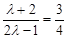 (λ + 2)/(2λ − 1) = 3/4